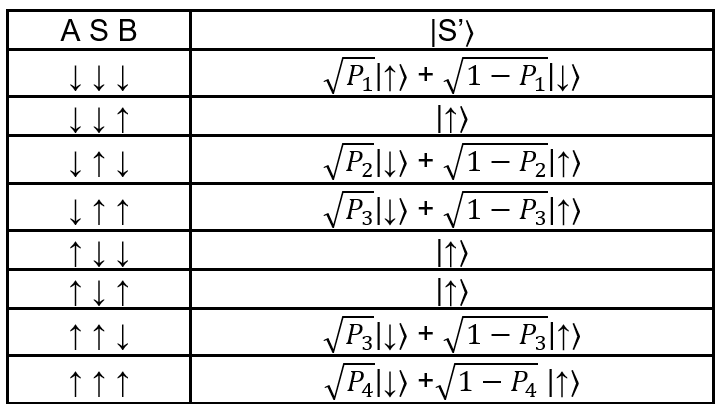 A S B |S’⟩
↓ ↓ ↓ √P₁|↑⟩ + √1 − P₁|↓⟩
↓ ↓ ↑ |↑⟩
↓ ↑ ↓ √P₂|↓⟩ + √1 − P₂|↑⟩
↓ ↑ ↑ √P₃|↓⟩ + √1 − P₃|↑⟩
↑ ↓ ↓ |↑⟩
↑ ↓ ↑ |↑⟩
↑ ↑ ↓ √P₃|↓⟩ + √1 − P₃|↑⟩
↑ ↑ ↑ √P₄|↓⟩ +√1 − P₄ |↑⟩